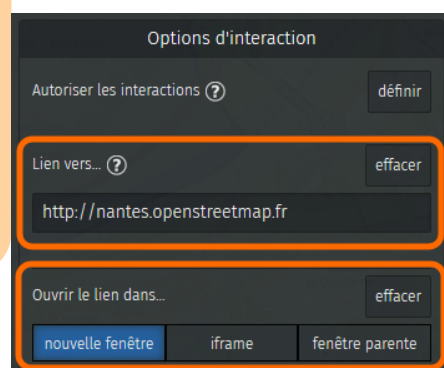 Options d'interaction
Autoriser les interactions ? définir
Lien vers... ? effacer
http://nantes.openstreetmap.fr
Ouvrir le lien dans... effacer
nouvelle fenêtre iframe fenêtre parente